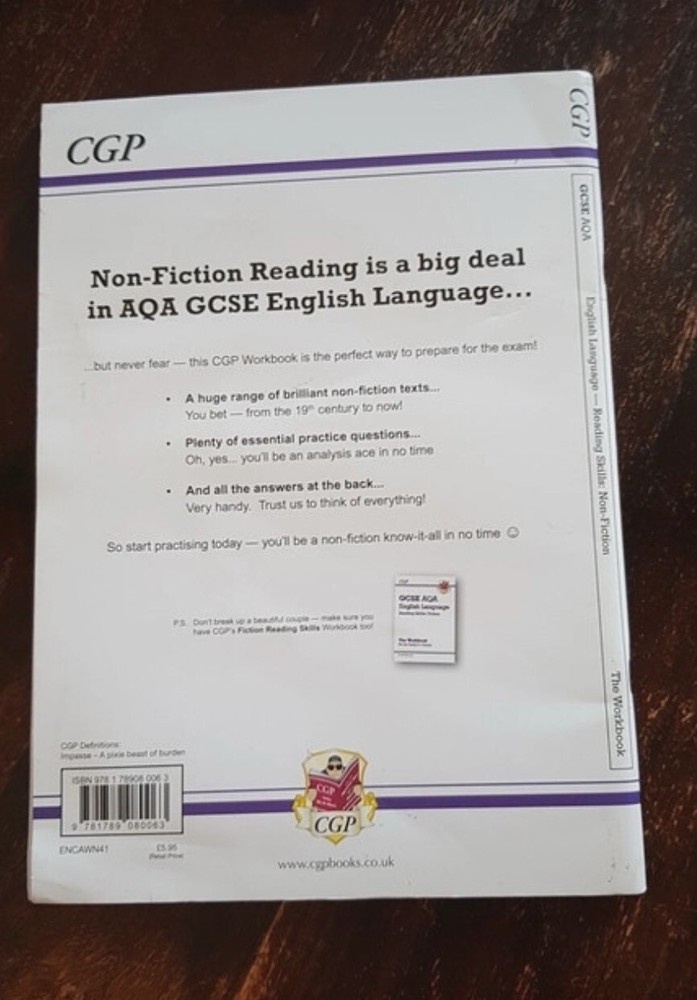 CGP
Non-Fiction Reading is a big deal
in AQA GCSE English Language...
...but never fear — this CGP Workbook is the perfect way to prepare for the exam!
• A huge range of brilliant non-fiction texts...
You bet — from the 19th century to now!
• Plenty of essential practice questions...
Oh, yes... you'll be an analysis ace in no time
• And all the answers at the back...
Very handy. Trust us to think of everything!
So start practising today — you'll be a non-fiction know-it-all in no time ☺
P.S. Don't break up a beautiful couple — make sure you
have CGP's Fiction Reading Skills Workbook too!
CGP
GCSE AQA
English Language
The Workbook
CGP Definitions:
Impasse – A pixie beast of burden
ISBN 978 1 78908 006 3
9 781789 080063
ENCAWN41
£5.95
(Retail Price)
CGP
CGP
www.cgpbooks.co.uk
CGP
GCSE AQA
English Language — Reading Skills: Non-Fiction
The Workbook